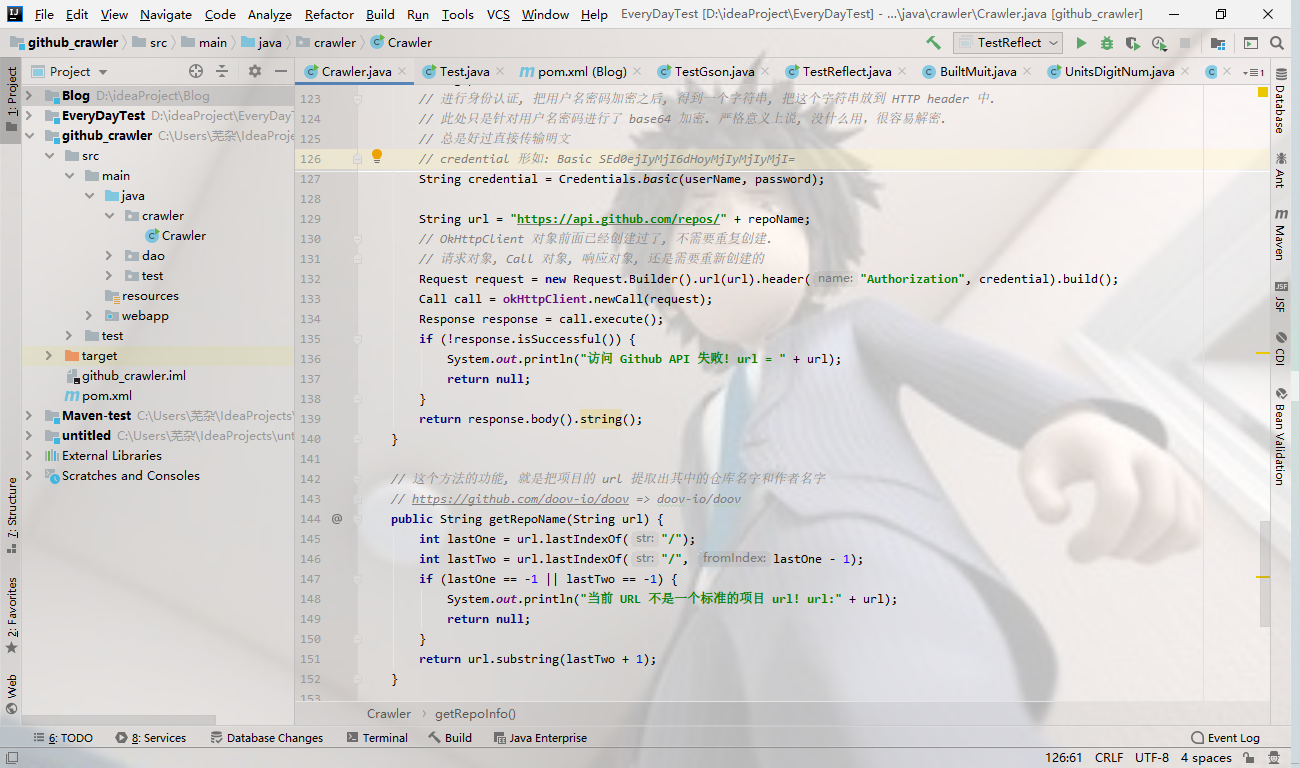 File Edit View Navigate Code Analyze Refactor Build Run Tools VCS Window Help EveryDayTest [D:\ideaProject\EveryDayTest] - ...\java\crawler\Crawler.java [github_crawler]
github_crawler src main java crawler Crawler TestReflect
1: Project
Project
Crawler.java Test.java pom.xml (Blog) TestGson.java TestReflect.java BuiltMuit.java UnitsDigitNum.java
Blog D:\ideaProject\Blog
EveryDayTest D:\ideaProject\EveryDayT
github_crawler C:\Users\芜杂\IdeaProje
src
main
java
crawler
Crawler
dao
test
resources
webapp
test
target
github_crawler.iml
pom.xml
Maven-test C:\Users\芜杂\IdeaProjects\
untitled C:\Users\芜杂\IdeaProjects\unt
External Libraries
Scratches and Consoles
7: Structure
2: Favorites
Web
123 // 进行身份认证, 把用户名密码加密之后, 得到一个字符串, 把这个字符串放到 HTTP header 中.
124 // 此处只是针对用户名密码进行了 base64 加密. 严格意义上说, 没什么用，很容易解密.
125 // 总是好过直接传输明文
126 // credential 形如: Basic SEd0ejIyMjI6dHoyMjIyMjIyMjI=
127 String credential = Credentials.basic(userName, password);
128
129 String url = "https://api.github.com/repos/" + repoName;
130 // OkHttpClient 对象前面已经创建过了, 不需要重复创建.
131 // 请求对象, Call 对象, 响应对象, 还是需要重新创建的
132 Request request = new Request.Builder().url(url).header( name: "Authorization", credential).build();
133 Call call = okHttpClient.newCall(request);
134 Response response = call.execute();
135 if (!response.isSuccessful()) {
136 System.out.println("访问 Github API 失败! url = " + url);
137 return null;
138 }
139 return response.body().string();
140 }
141
142 // 这个方法的功能, 就是把项目的 url 提取出其中的仓库名字和作者名字
143 // https://github.com/doov-io/doov => doov-io/doov
144 @ public String getRepoName(String url) {
145 int lastOne = url.lastIndexOf( str: "/");
146 int lastTwo = url.lastIndexOf( str: "/", fromIndex: lastOne - 1);
147 if (lastOne == -1 || lastTwo == -1) {
148 System.out.println("当前 URL 不是一个标准的项目 url! url:" + url);
149 return null;
150 }
151 return url.substring(lastTwo + 1);
152 }
153
Crawler getRepoInfo()
Database
Ant
Maven
JSF
CDI
Bean Validation
6: TODO 8: Services Database Changes Terminal Build Java Enterprise Event Log
126:61 CRLF UTF-8 4 spaces